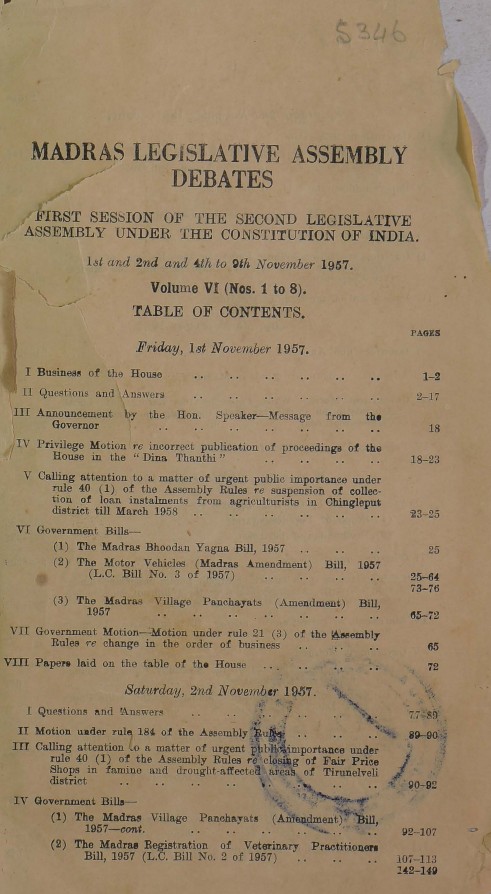 5346
MADRAS LEGISLATIVE ASSEMBLY
DEBATES
FIRST SESSION OF THE SECOND LEGISLATIVE
ASSEMBLY UNDER THE CONSTITUTION OF INDIA.
1st and 2nd and 4th to 9th November 1957.
Volume VI (Nos. 1 to 8).
TABLE OF CONTENTS.
PAGES
Friday, 1st November 1957.
I Business of the House .. .. .. .. .. .. 1-2
II Questions and Answers .. .. .. .. .. .. 2-17
III Announcement by the Hon. Speaker—Message from the
Governor .. .. .. .. .. .. .. 18
IV Privilege Motion re incorrect publication of proceedings of the
House in the “ Dina Thanthi ” .. .. .. .. 18-23
V Calling attention to a matter of urgent public importance under
rule 40 (1) of the Assembly Rules re suspension of collec-
tion of loan instalments from agriculturists in Chingleput
district till March 1958 .. .. .. .. .. .. 23-25
VI Government Bills—
(1) The Madras Bhoodan Yagna Bill, 1957 .. .. .. 25
(2) The Motor Vehicles (Madras Amendment) Bill, 1957
(L.C. Bill No. 3 of 1957) .. .. .. .. 25-64
73-76
(3) The Madras Village Panchayats (Amendment) Bill,
1957 .. .. .. .. .. .. .. 65-72
VII Government Motion—Motion under rule 21 (3) of the Assembly
Rules re change in the order of business .. .. .. 65
VIII Papers laid on the table of the House .. .. .. .. 72
Saturday, 2nd November 1957.
I Questions and Answers .. .. .. .. .. .. 77-89
II Motion under rule 184 of the Assembly Rules .. .. .. 89-90
III Calling attention to a matter of urgent public importance under
rule 40 (1) of the Assembly Rules re closing of Fair Price
Shops in famine and drought-affected areas of Tirunelveli
district .. .. .. .. .. .. .. 90-92
IV Government Bills—
(1) The Madras Village Panchayats (Amendment) Bill,
1957—cont. .. .. .. .. .. .. 92-107
(2) The Madras Registration of Veterinary Practitioners
Bill, 1957 (L.C. Bill No. 2 of 1957) .. .. .. 107-113
142-149